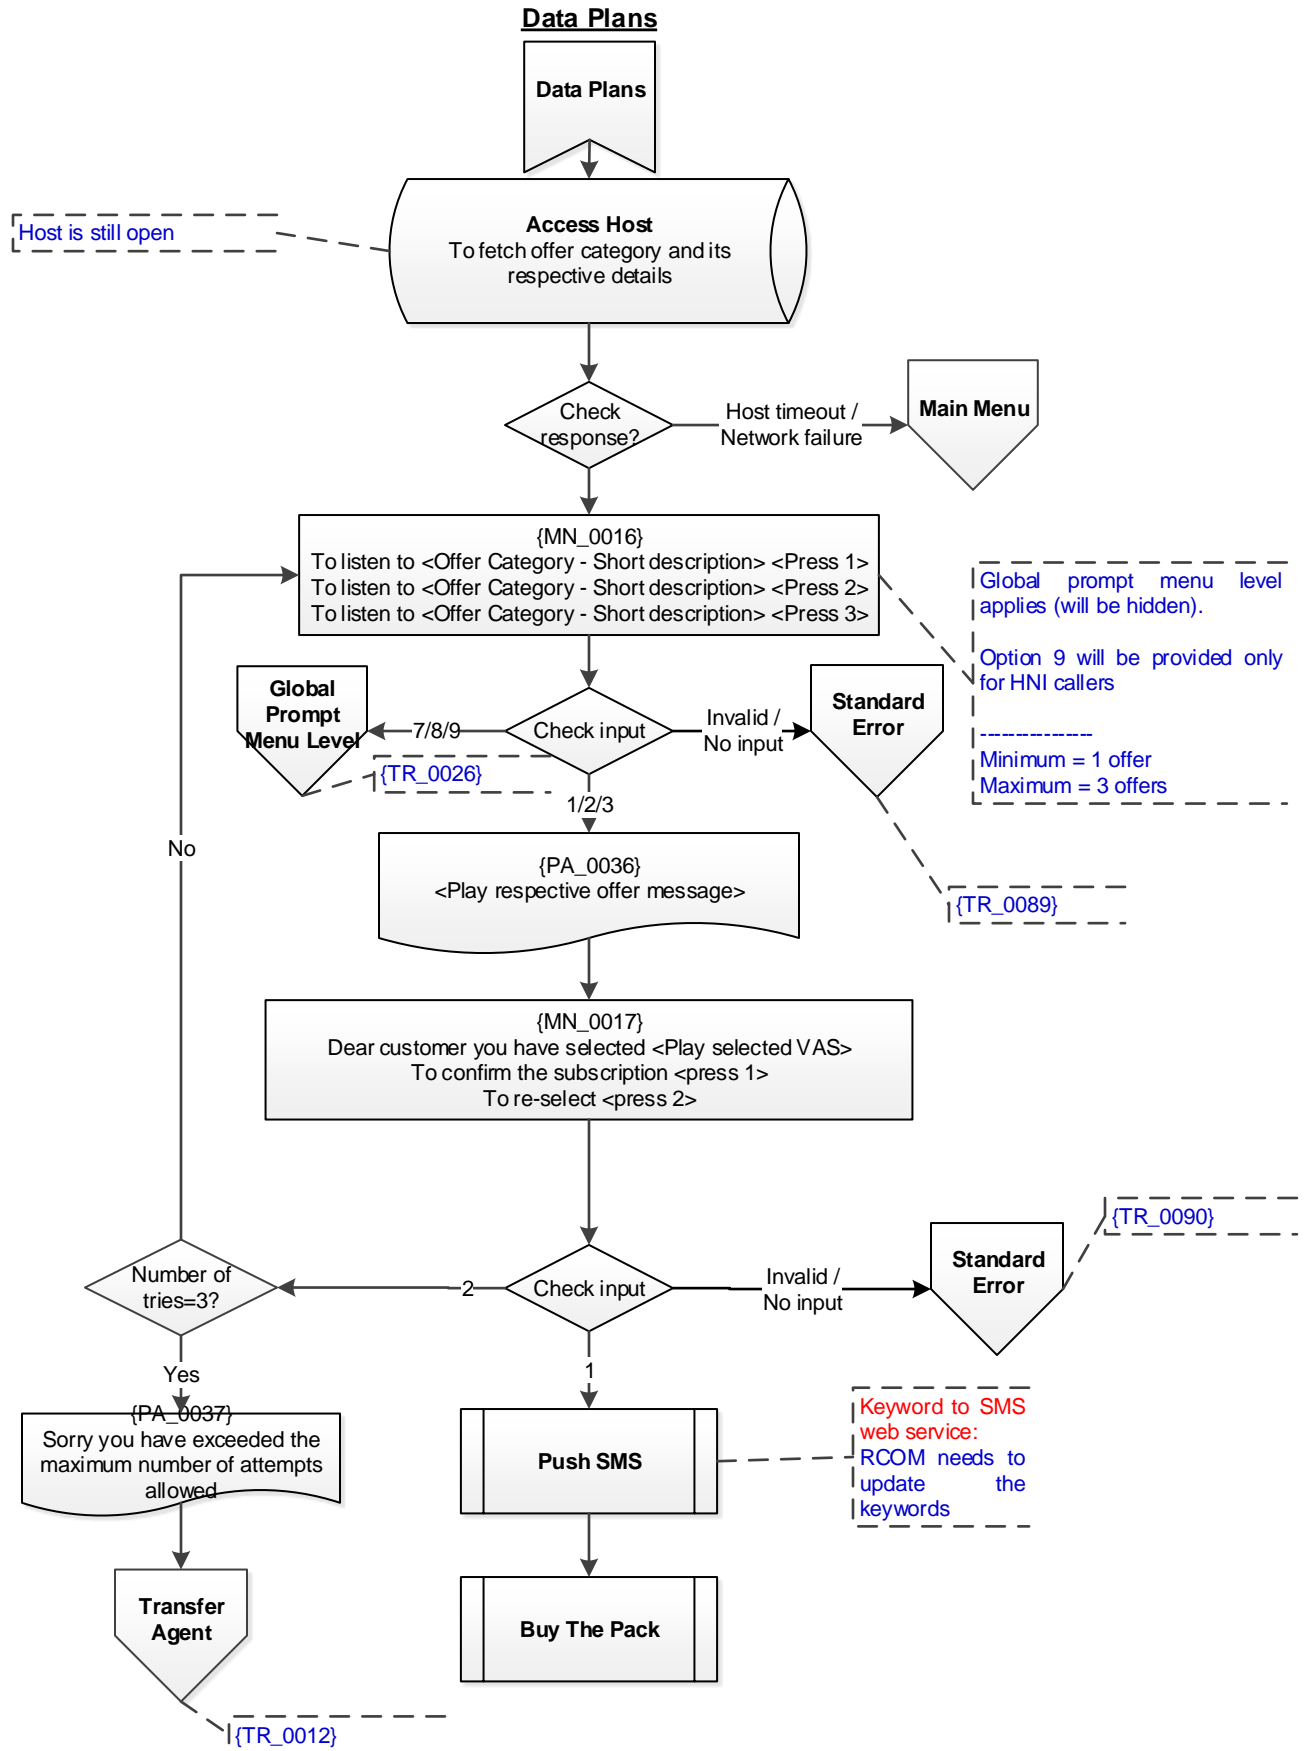 Data Plans
Data Plans
Host is still open
Access Host
To fetch offer category and its
respective details
Check
response?
Host timeout /
Network failure
Main Menu
{MN_0016}
To listen to <Offer Category - Short description> <Press 1>
To listen to <Offer Category - Short description> <Press 2>
To listen to <Offer Category - Short description> <Press 3>
Global prompt menu level
applies (will be hidden).
Option 9 will be provided only
for HNI callers
----------------
Minimum = 1 offer
Maximum = 3 offers
Global
Prompt
Menu Level
7/8/9
Check input
Invalid /
No input
Standard
Error
{TR_0026}
1/2/3
No
{PA_0036}
<Play respective offer message>
{TR_0089}
{MN_0017}
Dear customer you have selected <Play selected VAS>
To confirm the subscription <press 1>
To re-select <press 2>
{TR_0090}
Number of
tries=3?
2
Check input
Invalid /
No input
Standard
Error
Yes
1
{PA_0037}
Sorry you have exceeded the
maximum number of attempts
allowed
Push SMS
Keyword to SMS
web service:
RCOM needs to
update the
keywords
Transfer
Agent
Buy The Pack
{TR_0012}